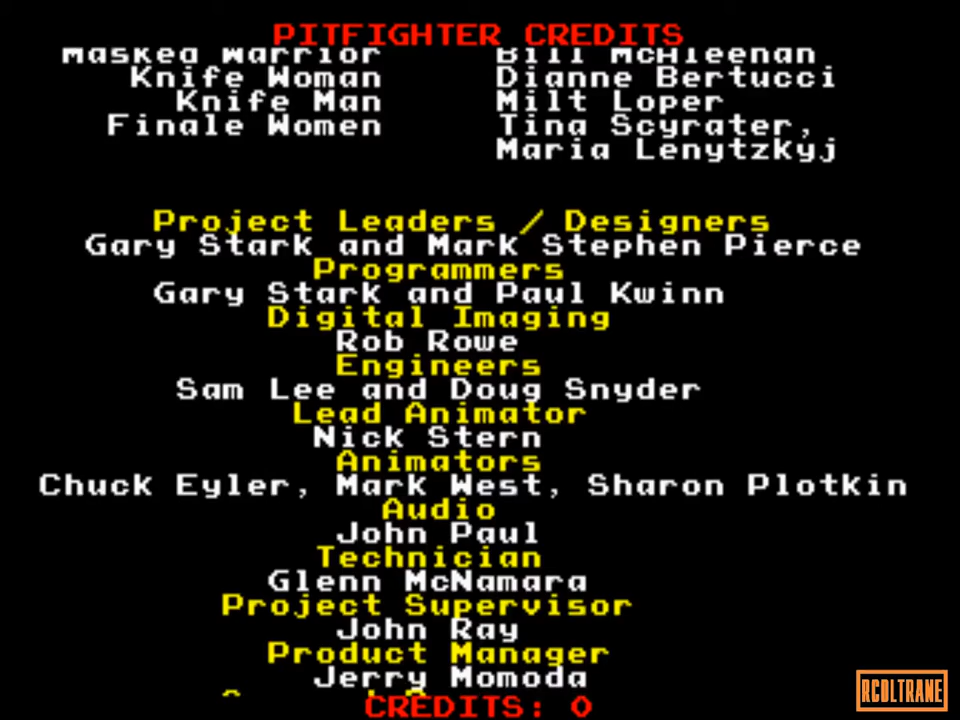 PITFIGHTER CREDITS
Masked Warrior Bill McAleenan
Knife Woman Dianne Bertucci
Knife Man Milt Loper
Finale Women Tina Scyrater,
Maria Lenytzkyj
Project Leaders / Designers
Gary Stark and Mark Stephen Pierce
Programmers
Gary Stark and Paul Kwinn
Digital Imaging
Rob Rowe
Engineers
Sam Lee and Doug Snyder
Lead Animator
Nick Stern
Animators
Chuck Eyler, Mark West, Sharon Plotkin
Audio
John Paul
Technician
Glenn McNamara
Project Supervisor
John Ray
Product Manager
Jerry Momoda
CREDITS: 0
RCOLTRANE